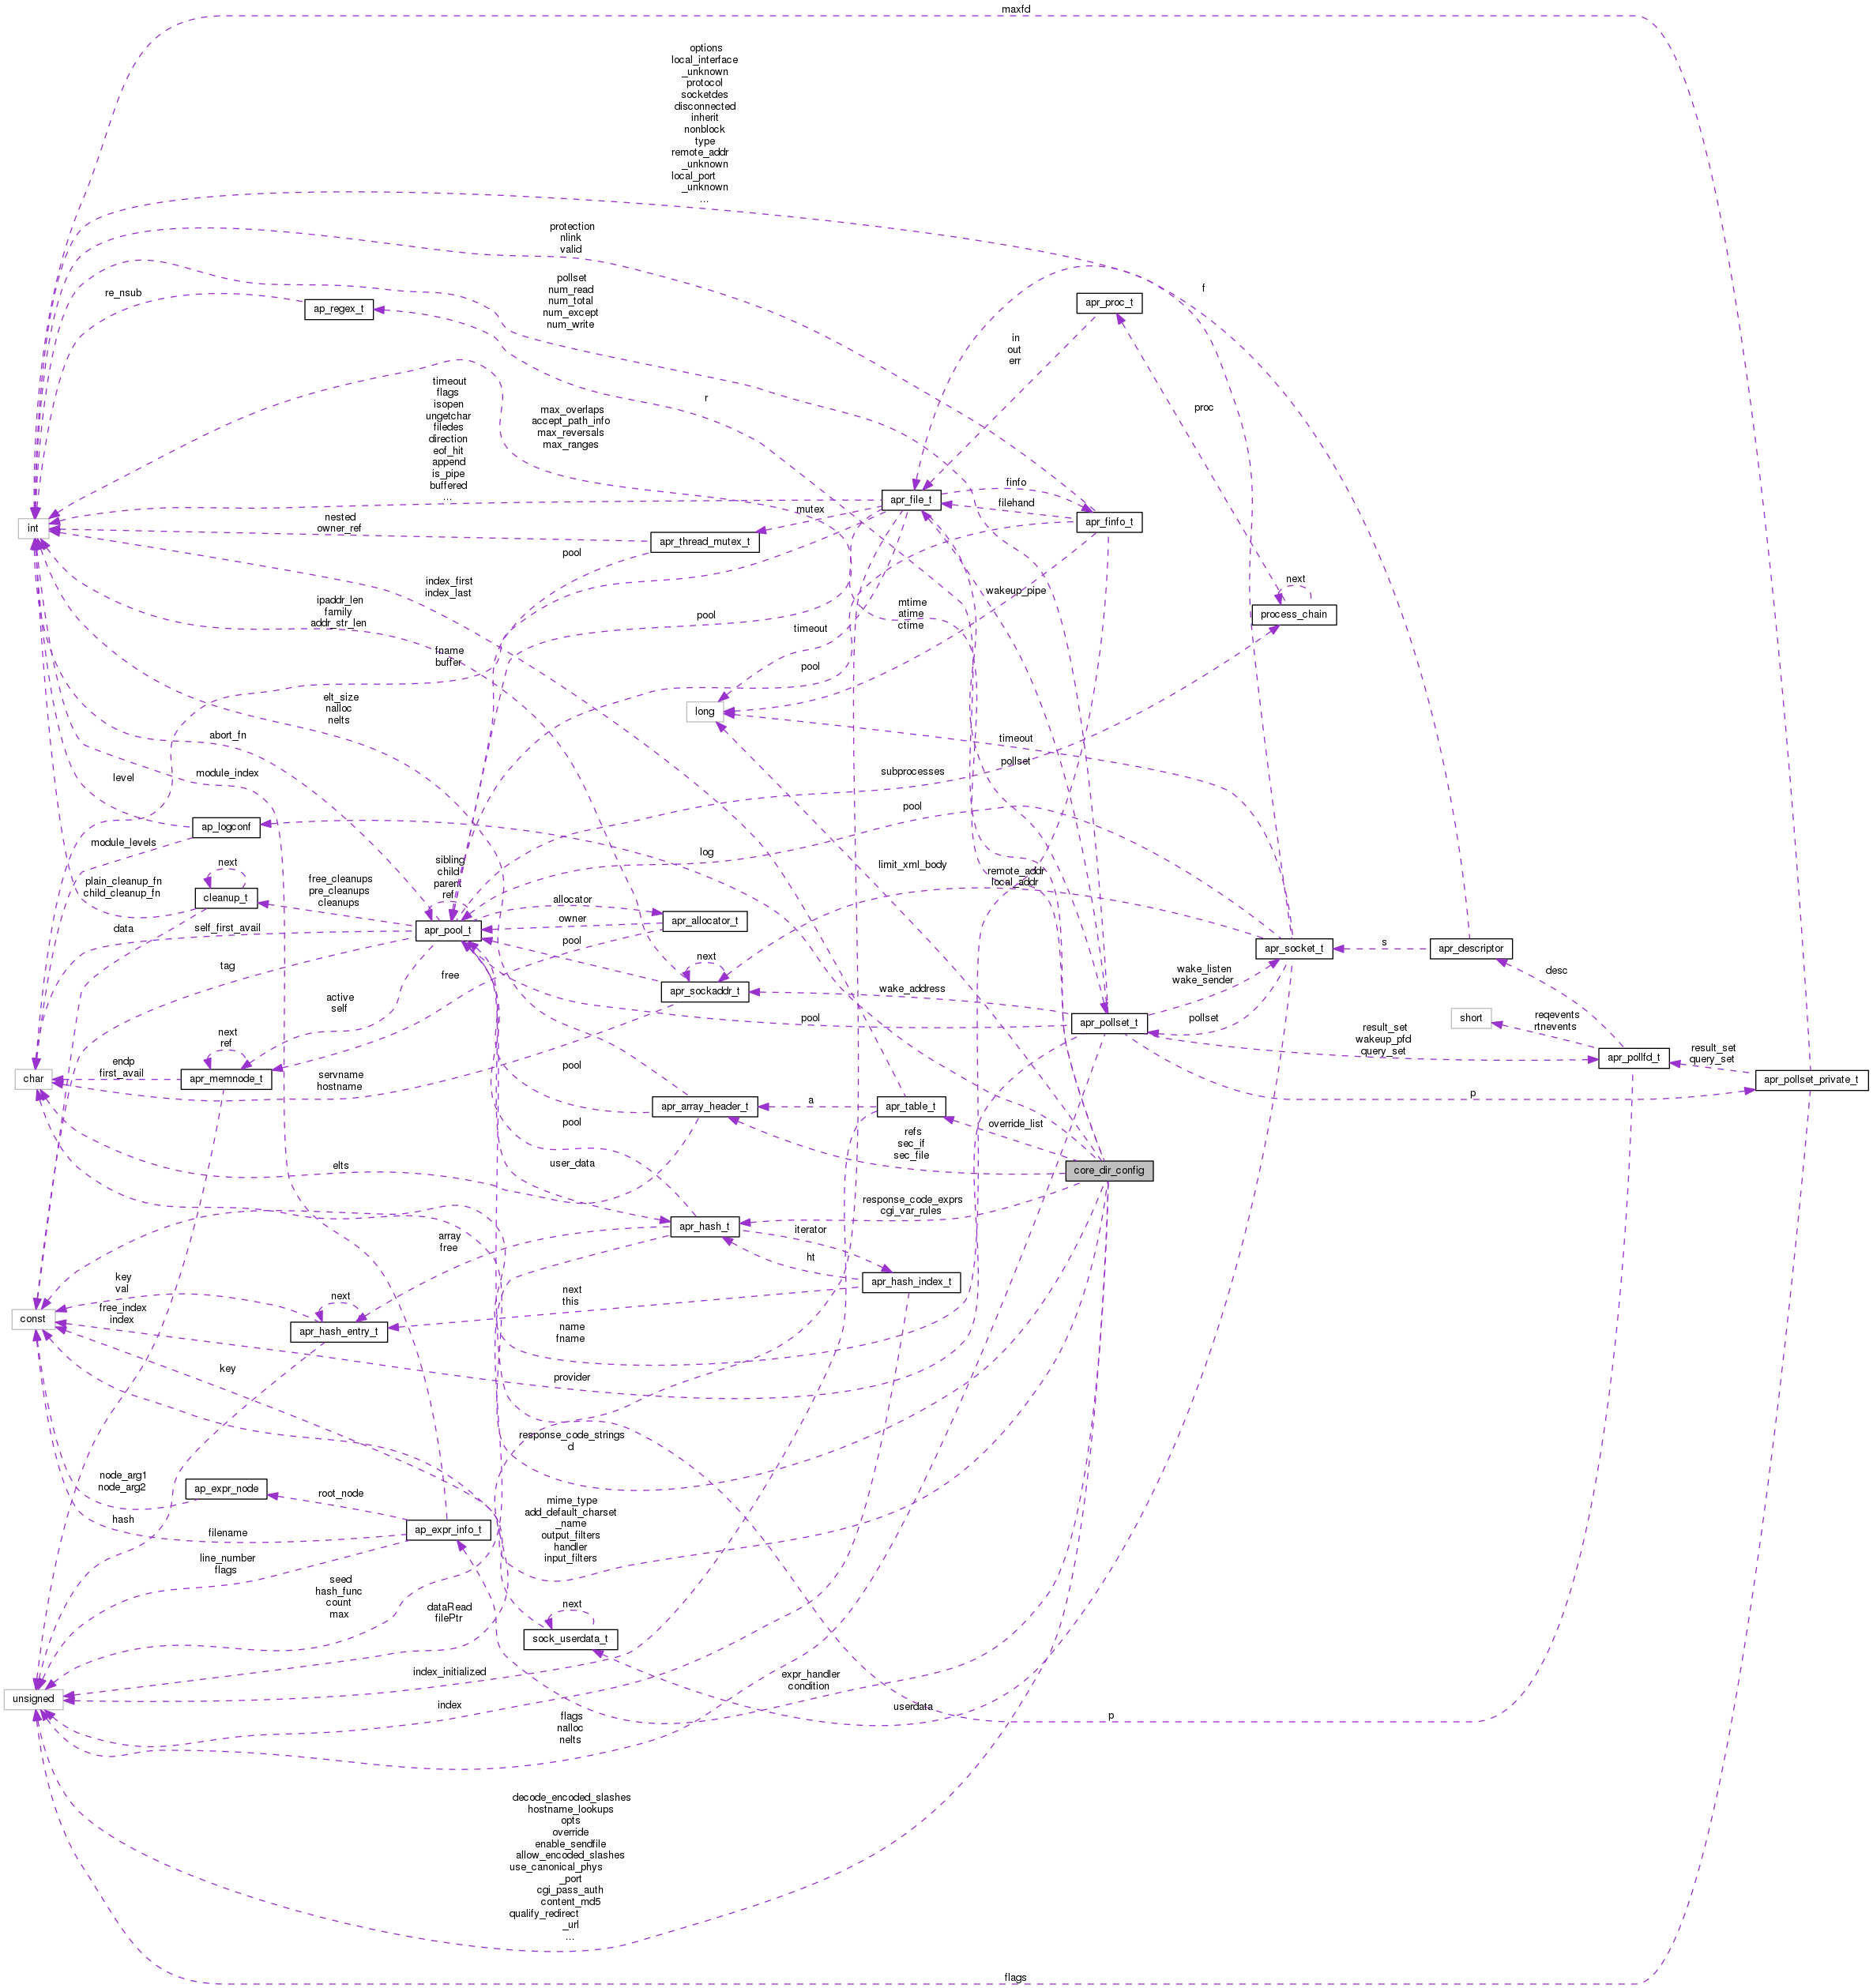 maxfd
options
local_interface
_unknown
protocol
socketdes
disconnected
inherit
nonblock
type
remote_addr
_unknown
local_port
_unknown
...
protection
nlink
valid
f
re_nsub
ap_regex_t
pollset
num_read
num_total
num_except
num_write
apr_proc_t
in
out
err
r
proc
timeout
flags
isopen
ungetchar
filedes
direction
eof_hit
append
is_pipe
buffered
...
max_overlaps
accept_path_info
max_reversals
max_ranges
apr_file_t
finfo
filehand
apr_finfo_t
int
nested
owner_ref
mutex
apr_thread_mutex_t
pool
index_first
index_last
ipaddr_len
family
addr_str_len
wakeup_pipe
next
process_chain
mtime
atime
ctime
pool
timeout
fname
buffer
pool
elt_size
nalloc
nelts
long
abort_fn
timeout
module_index
level
subprocesses
pollset
pool
ap_logconf
module_levels
log
limit_xml_body
next
cleanup_t
plain_cleanup_fn
child_cleanup_fn
free_cleanups
pre_cleanups
cleanups
sibling
child
parent
ref
allocator
apr_allocator_t
owner
remote_addr
local_addr
data
self_first_avail
apr_pool_t
pool
apr_socket_t
s
apr_descriptor
tag
free
next
apr_sockaddr_t
wake_listen
wake_sender
desc
active
self
wake_address
pool
apr_pollset_t
pollset
short
reqevents
rtnevents
next
ref
result_set
wakeup_pfd
query_set
apr_pollfd_t
result_set
query_set
char
endp
first_avail
apr_memnode_t
servname
hostname
pool
p
apr_pollset_private_t
apr_array_header_t
a
apr_table_t
override_list
refs
sec_if
sec_file
pool
core_dir_config
elts
user_data
response_code_exprs
cgi_var_rules
apr_hash_t
iterator
array
free
ht
apr_hash_index_t
key
val
next
next
this
const
free_index
index
apr_hash_entry_t
name
fname
key
provider
response_code_strings
d
node_arg1
node_arg2
ap_expr_node
root_node
hash
filename
ap_expr_info_t
mime_type
add_default_charset
_name
output_filters
handler
input_filters
line_number
flags
seed
hash_func
count
max
dataRead
filePtr
next
sock_userdata_t
unsigned
index_initialized
index
expr_handler
condition
userdata
p
flags
nalloc
nelts
decode_encoded_slashes
hostname_lookups
opts
override
enable_sendfile
allow_encoded_slashes
use_canonical_phys
_port
cgi_pass_auth
content_md5
qualify_redirect
_url
...
flags